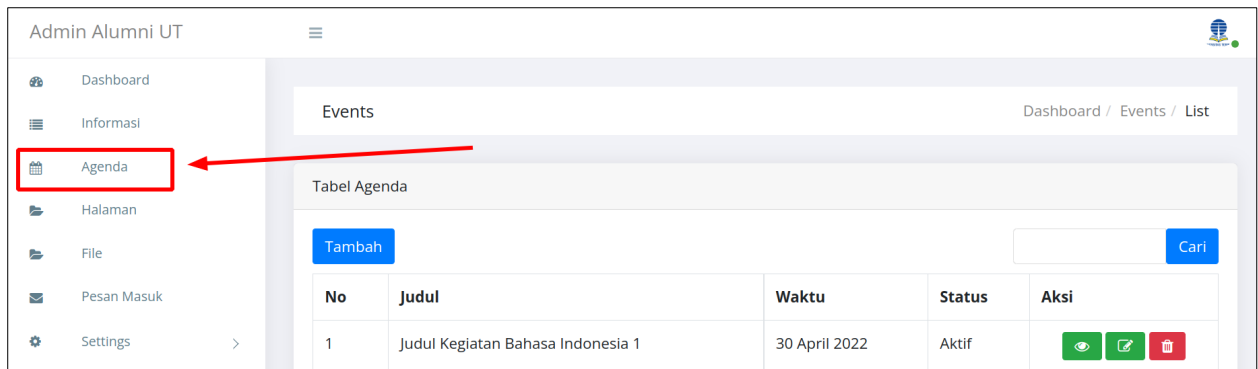 Admin Alumni UT
Dashboard
Informasi
Agenda
Halaman
File
Pesan Masuk
Settings
Events
Dashboard / Events / List
Tabel Agenda
Tambah
Cari
No Judul Waktu Status Aksi
1 Judul Kegiatan Bahasa Indonesia 1 30 April 2022 Aktif